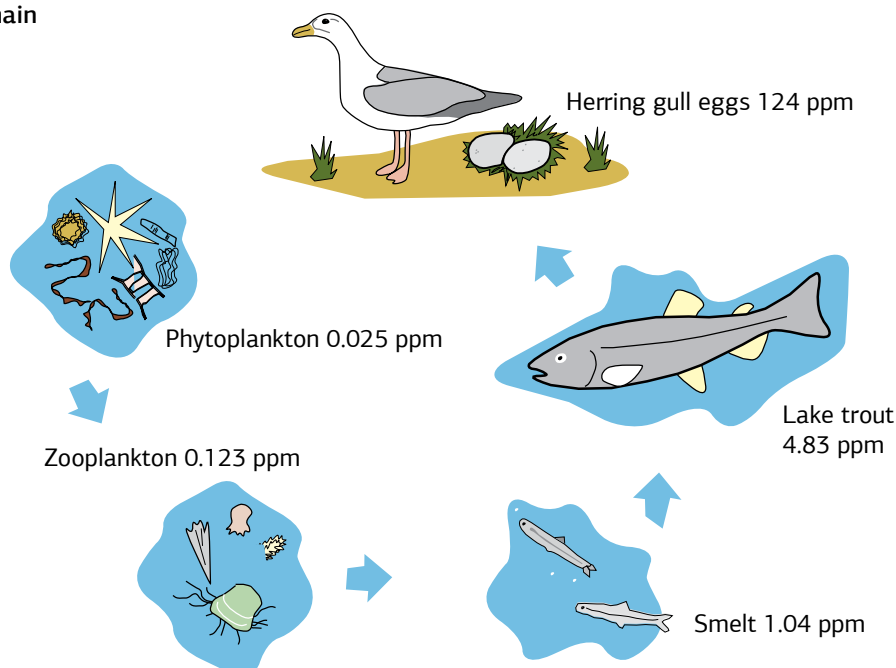 Herring gull eggs 124 ppm
Phytoplankton 0.025 ppm
Lake trout
4.83 ppm
Zooplankton 0.123 ppm
Smelt 1.04 ppm